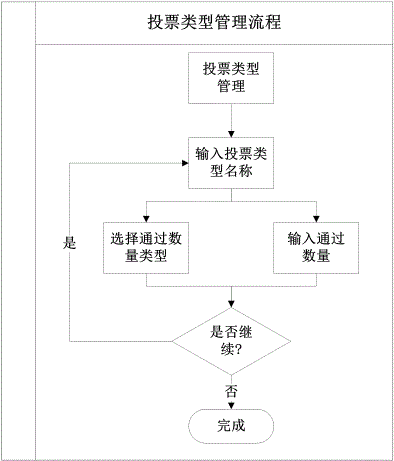 投票类型管理流程
投票类型
管理
输入投票类
型名称
选择通过数
量类型
输入通过
数量
是
是否继
续?
否
完成